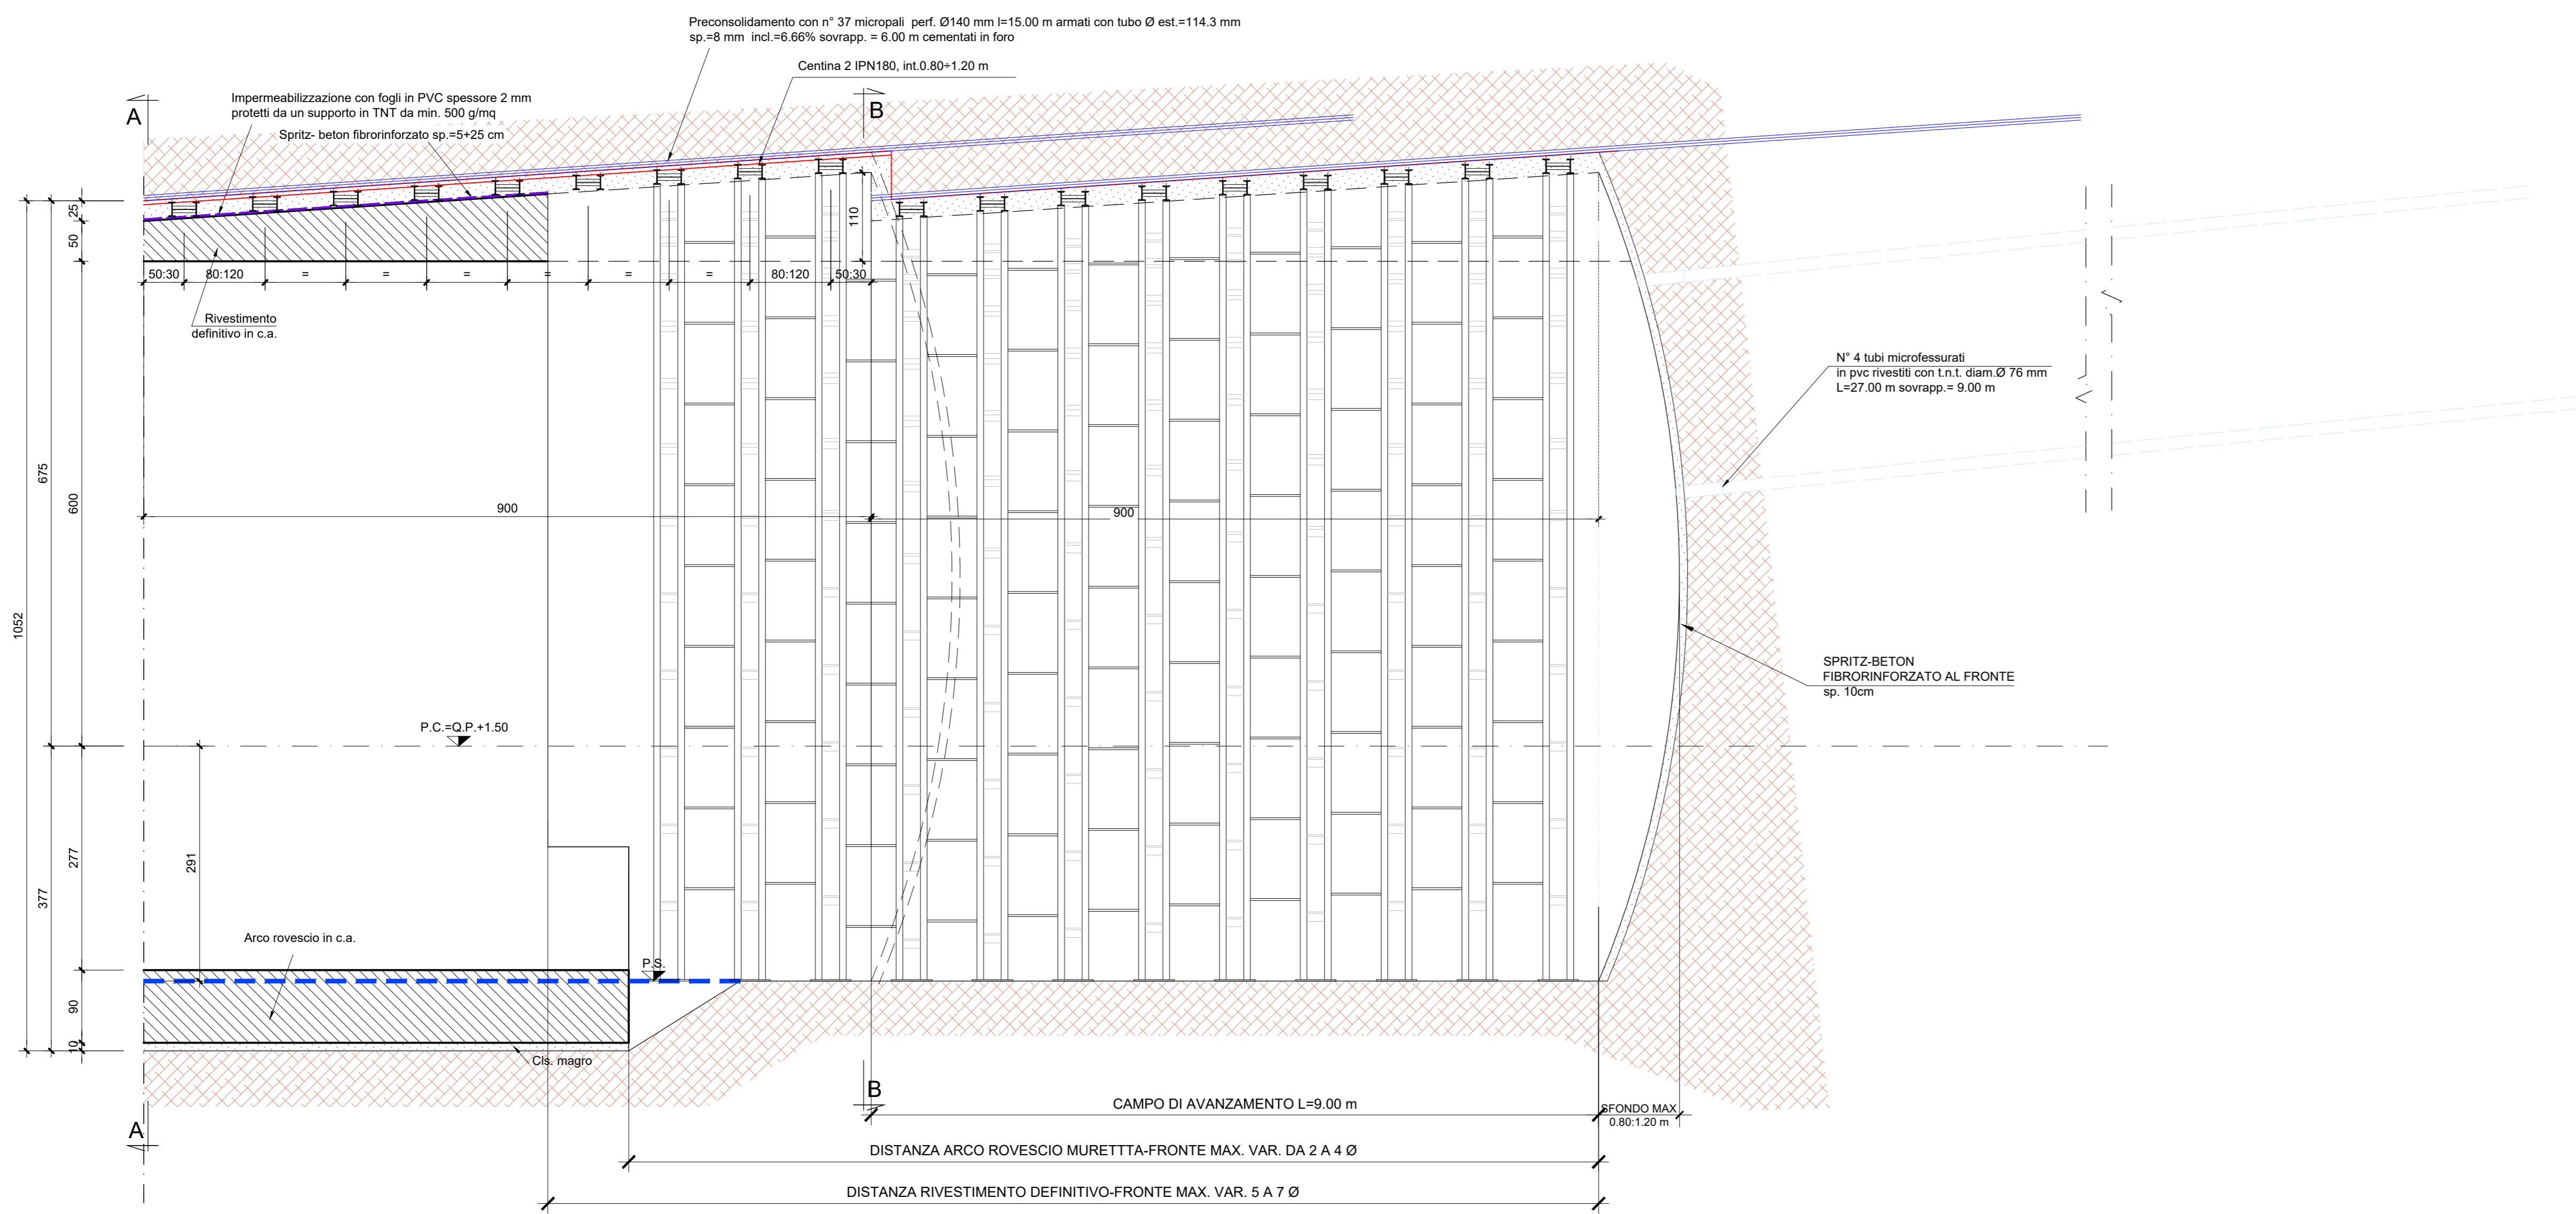 Preconsolidamento con n° 37 micropali  perf. Ø140 mm l=15.00 m armati con tubo Ø est.=114.3 mm
sp.=8 mm  incl.=6.66% sovrapp. = 6.00 m cementati in foro
Centina 2 IPN180, int.0.80÷1.20 m
Impermeabilizzazione con fogli in PVC spessore 2 mm
protetti da un supporto in TNT da min. 500 g/mq
Spritz- beton fibrorinforzato sp.=5+25 cm
A
B
25
50
110
50:30
80:120
=
=
=
=
=
=
80:120
50:30
Rivestimento
definitivo in c.a.
N° 4 tubi microfessurati
in pvc rivestiti con t.n.t. diam.Ø 76 mm
L=27.00 m sovrapp.= 9.00 m
675
600
900
900
1052
SPRITZ-BETON
FIBRORINFORZATO AL FRONTE
sp. 10cm
P.C.=Q.P.+1.50
277
291
377
Arco rovescio in c.a.
P.S.
90
10
Cls. magro
B
A
CAMPO DI AVANZAMENTO L=9.00 m
SFONDO MAX
0.80:1.20 m
DISTANZA ARCO ROVESCIO MURETTTA-FRONTE MAX. VAR. DA 2 A 4 Ø
DISTANZA RIVESTIMENTO DEFINITIVO-FRONTE MAX. VAR. 5 A 7 Ø